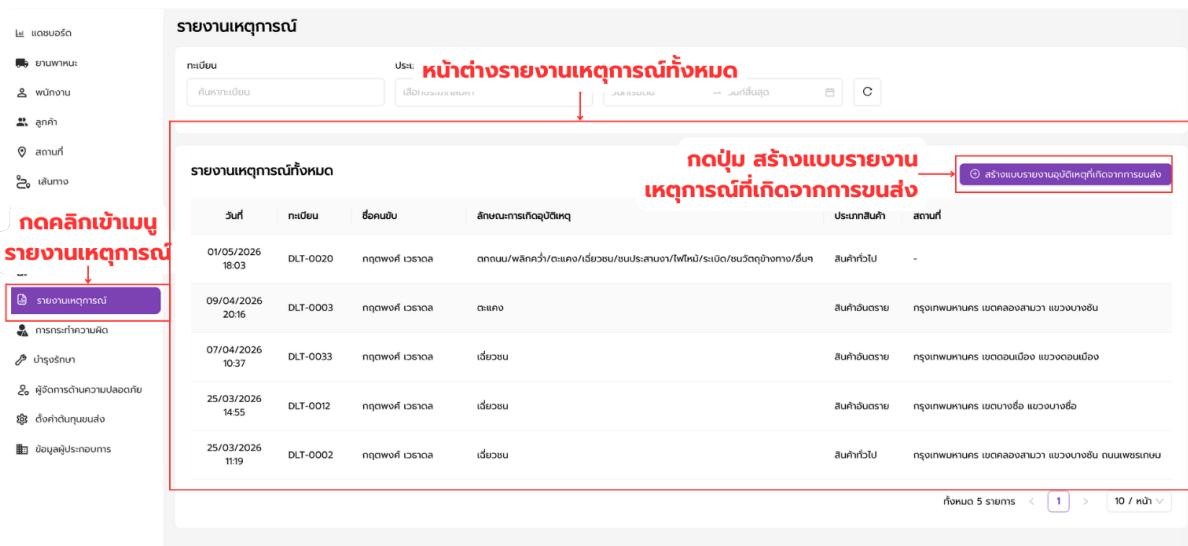 แดชบอร์ด
ยานพาหนะ
พนักงาน
ลูกค้า
สถานที่
เส้นทาง
กดคลิกเข้าเมนู
รายงานเหตุการณ์
รายงานเหตุการณ์
การกระทำความผิด
บำรุงรักษา
ผู้จัดการด้านความปลอดภัย
ตั้งค่าต้นทุนขนส่ง
ข้อมูลผู้ประกอบการ
รายงานเหตุการณ์
ทะเบียน
หน้าต่างรายงานเหตุการณ์ทั้งหมด
ค้นหาทะเบียน
รายงานเหตุการณ์ทั้งหมด
กดปุ่ม สร้างแบบรายงาน
เหตุการณ์ที่เกิดจากการขนส่ง
สร้างแบบรายงานอุบัติเหตุที่เกิดจากการขนส่ง
วันที่ ทะเบียน ชื่อคนขับ ลักษณะการเกิดอุบัติเหตุ ประเภทสินค้า สถานที่
01/05/2026 18:03 DLT-0020 กฤตพงศ์ เวธาดล ตกถนน/พลิกคว่ำ/ตะแคง/เฉี่ยวชน/ชนประสานงา/ไฟไหม้/ระเบิด/ชนวัตถุข้างทาง/อื่นๆ สินค้าทั่วไป -
09/04/2026 20:16 DLT-0003 กฤตพงศ์ เวธาดล ตะแคง สินค้าอันตราย กรุงเทพมหานคร เขตคลองสามวา แขวงบางชัน
07/04/2026 10:37 DLT-0033 กฤตพงศ์ เวธาดล เฉี่ยวชน สินค้าอันตราย กรุงเทพมหานคร เขตดอนเมือง แขวงดอนเมือง
25/03/2026 14:55 DLT-0012 กฤตพงศ์ เวธาดล เฉี่ยวชน สินค้าอันตราย กรุงเทพมหานคร เขตบางซื่อ แขวงบางซื่อ
25/03/2026 11:19 DLT-0002 กฤตพงศ์ เวธาดล เฉี่ยวชน สินค้าทั่วไป กรุงเทพมหานคร เขตคลองสามวา แขวงบางชัน ถนนเพชรเกษม
ทั้งหมด 5 รายการ < 1 > 10 / หน้า